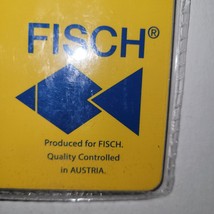 FISCH®
Produced for FISCH.
Quality Controlled
in AUSTRIA.